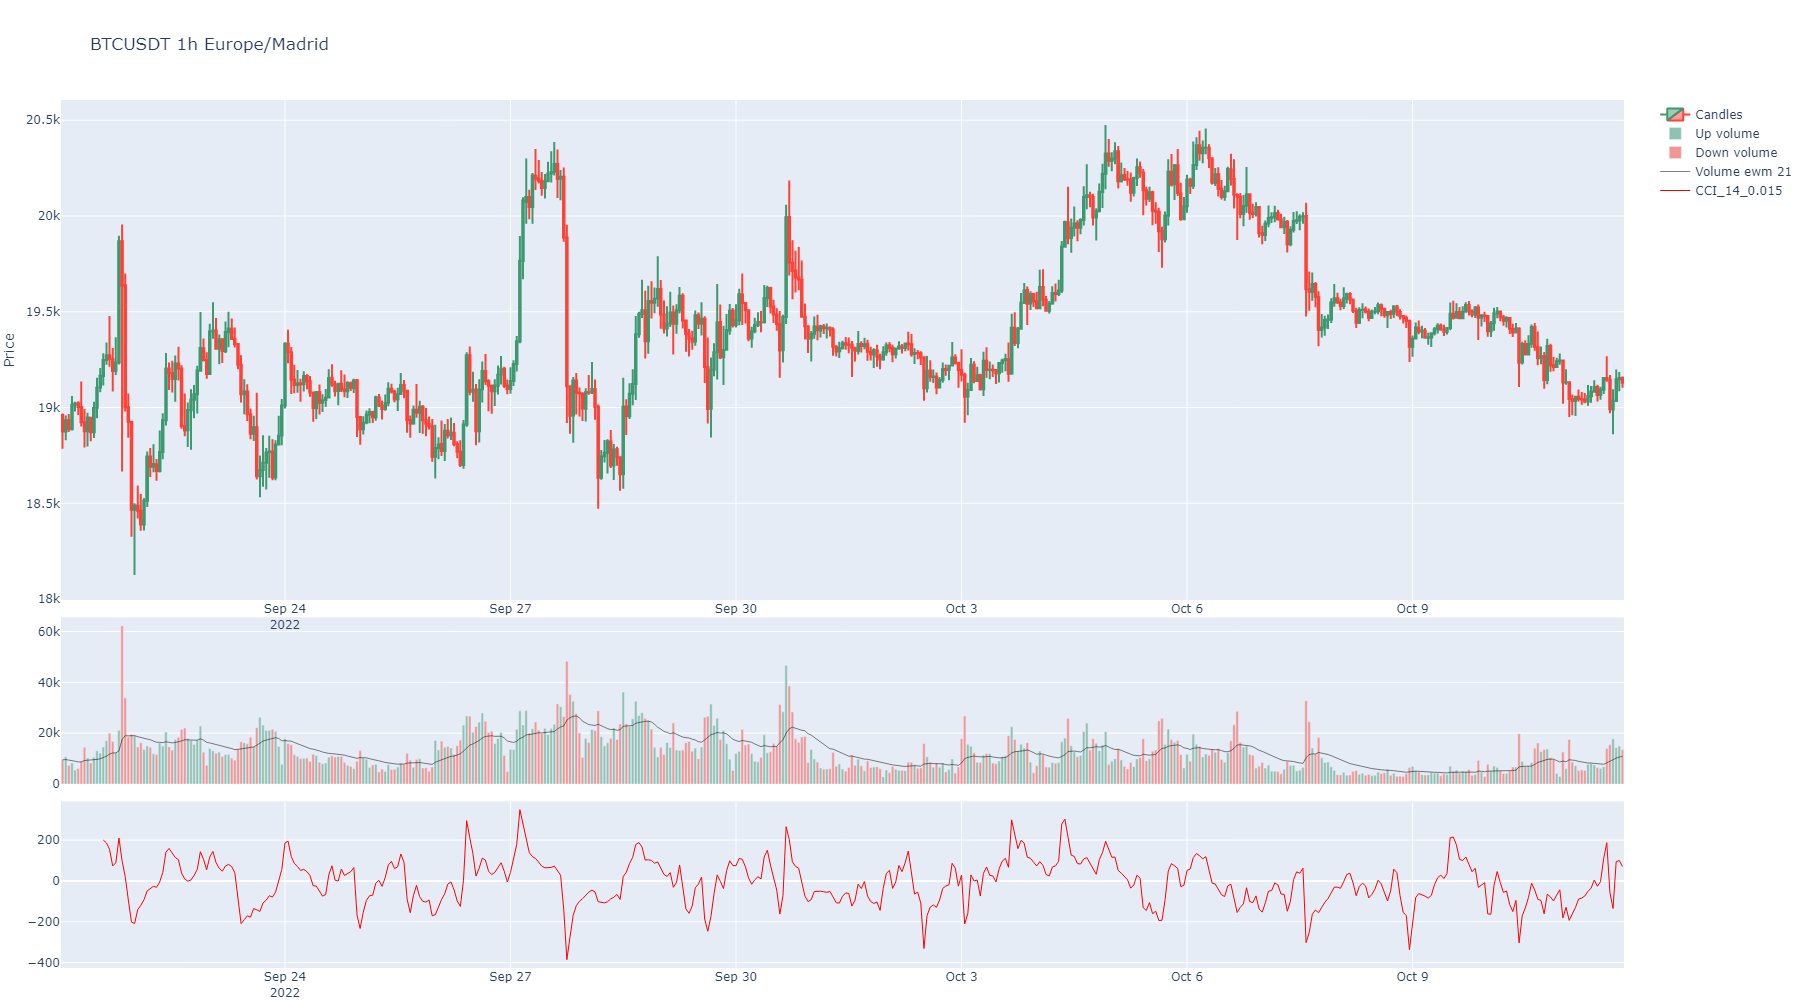 BTCUSDT 1h Europe/Madrid
Candles
Up volume
Down volume
Volume ewm 21
CCI_14_0.015
Price
20.5k
20k
19.5k
19k
18.5k
18k
Sep 24
2022
Sep 27
Sep 30
Oct 3
Oct 6
Oct 9
60k
40k
20k
0
200
0
−200
−400
Sep 24
2022
Sep 27
Sep 30
Oct 3
Oct 6
Oct 9